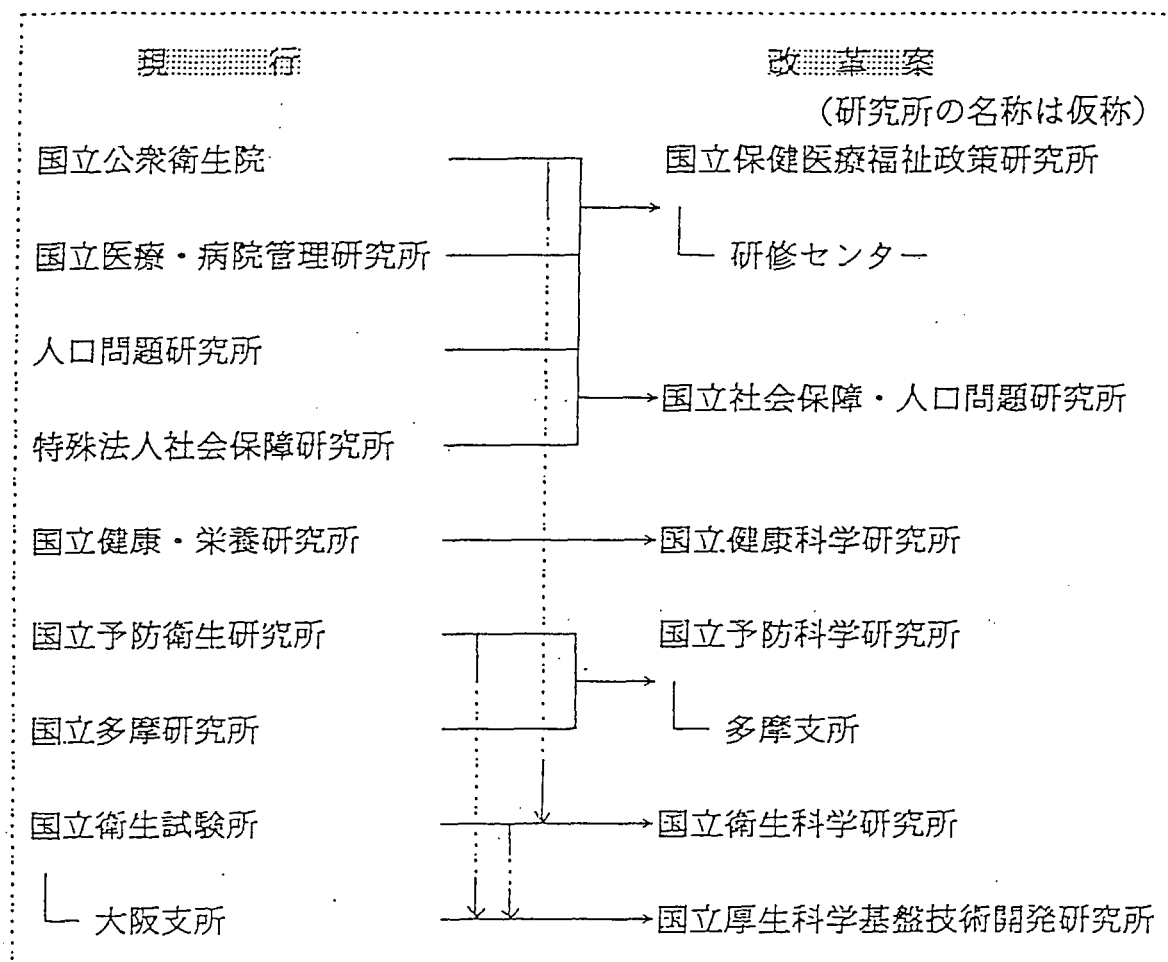 現行 改革案
（研究所の名称は仮称）
国立公衆衛生院 国立保健医療福祉政策研究所
国立医療・病院管理研究所 研修センター
人口問題研究所
国立社会保障・人口問題研究所
特殊法人社会保障研究所
国立健康・栄養研究所 国立健康科学研究所
国立予防衛生研究所 国立予防科学研究所
国立多摩研究所 多摩支所
国立衛生試験所 国立衛生科学研究所
大阪支所 国立厚生科学基盤技術開発研究所